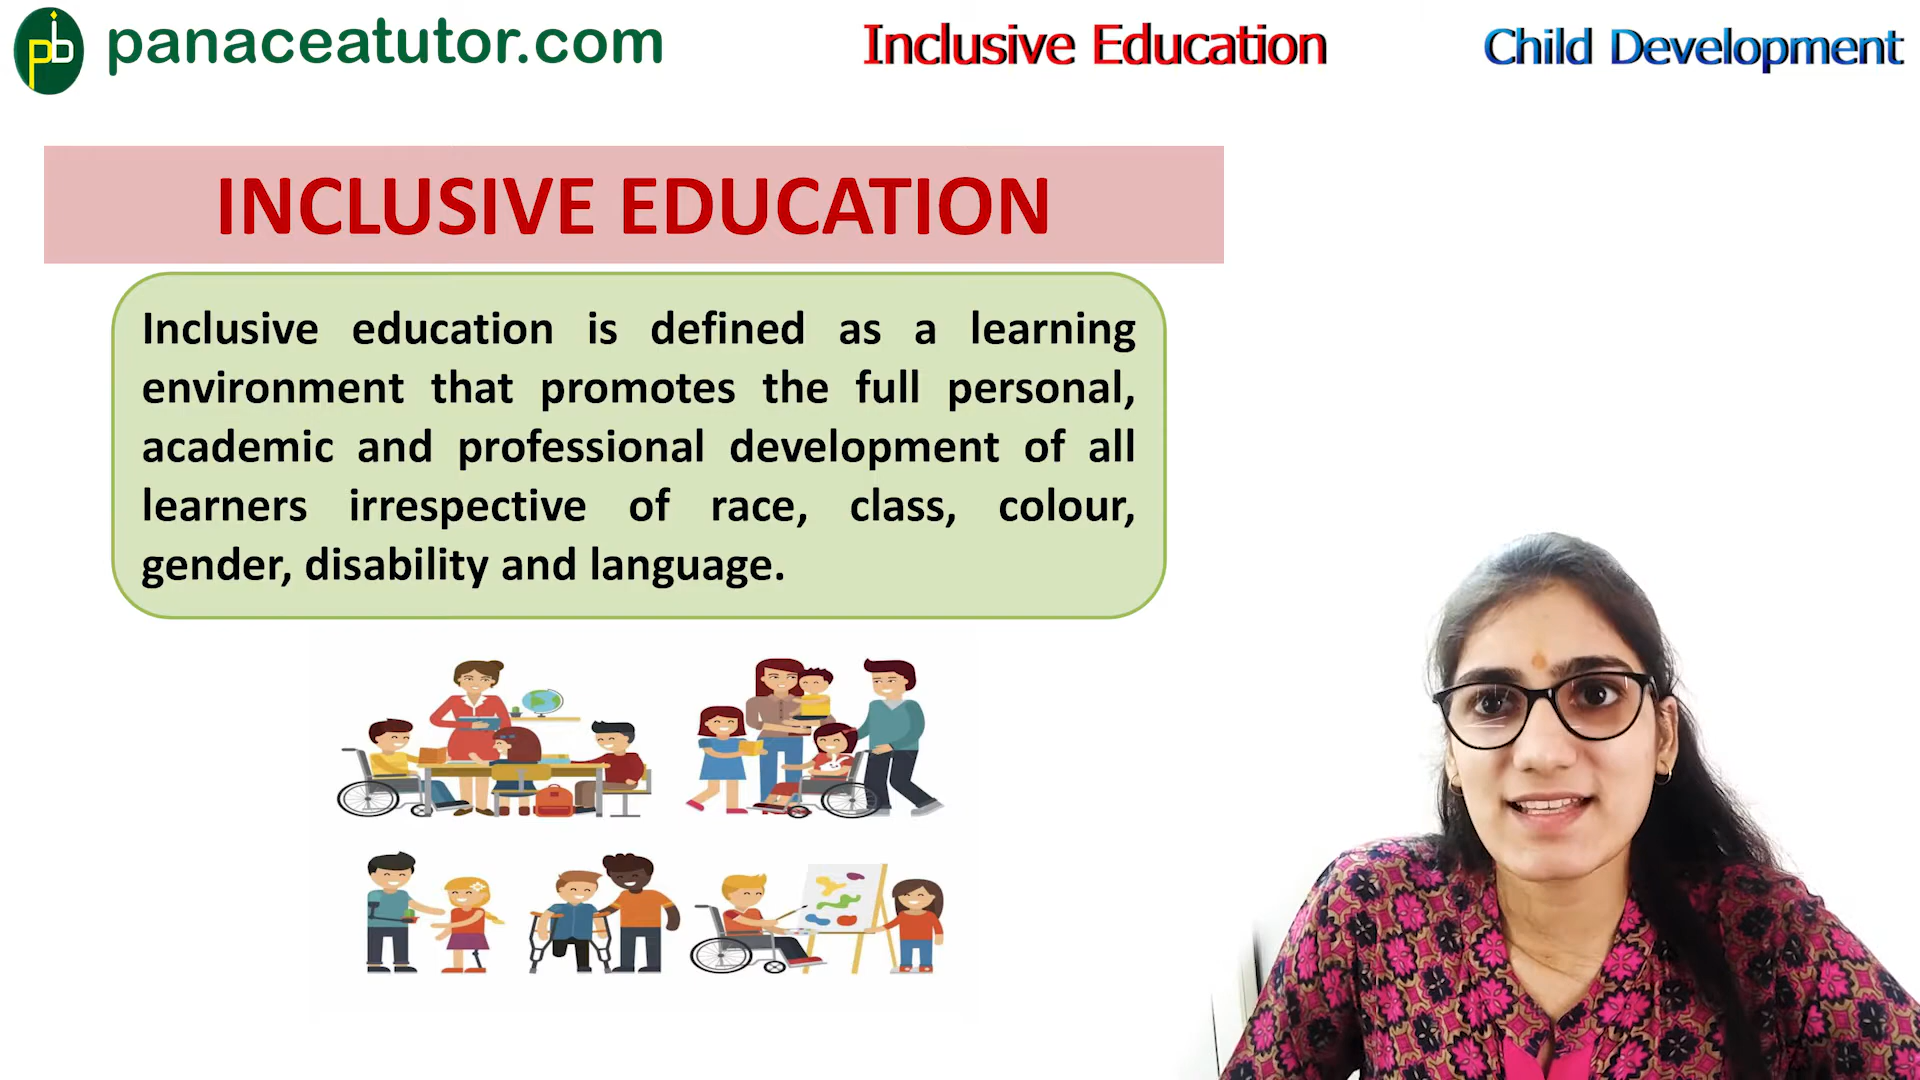 pb panaceatutor.com
Inclusive Education
Child Development
INCLUSIVE EDUCATION
Inclusive education is defined as a learning
environment that promotes the full personal,
academic and professional development of all
learners irrespective of race, class, colour,
gender, disability and language.